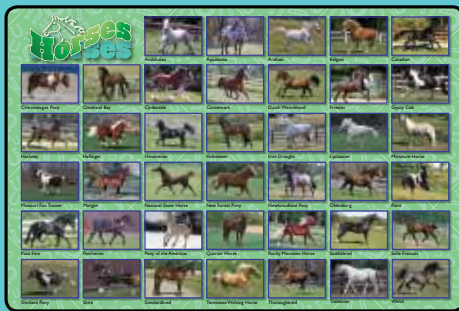 Horses
Horses
Andalusian Appaloosa Arabian Belgian Canadian
Chincoteague Pony Cleveland Bay Clydesdale Connemara Dutch Warmblood Friesian Gypsy Cob
Hackney Haflinger Hanoverian Holsteiner Irish Draught Lipizzaner Miniature Horse
Missouri Fox Trotter Morgan National Show Horse New Forest Pony Newfoundland Pony Oldenburg Paint
Paso Fino Percheron Pony of the Americas Quarter Horse Rocky Mountain Horse Saddlebred Selle Francais
Shetland Pony Shire Standardbred Tennessee Walking Horse Thoroughbred Trakehner Welsh